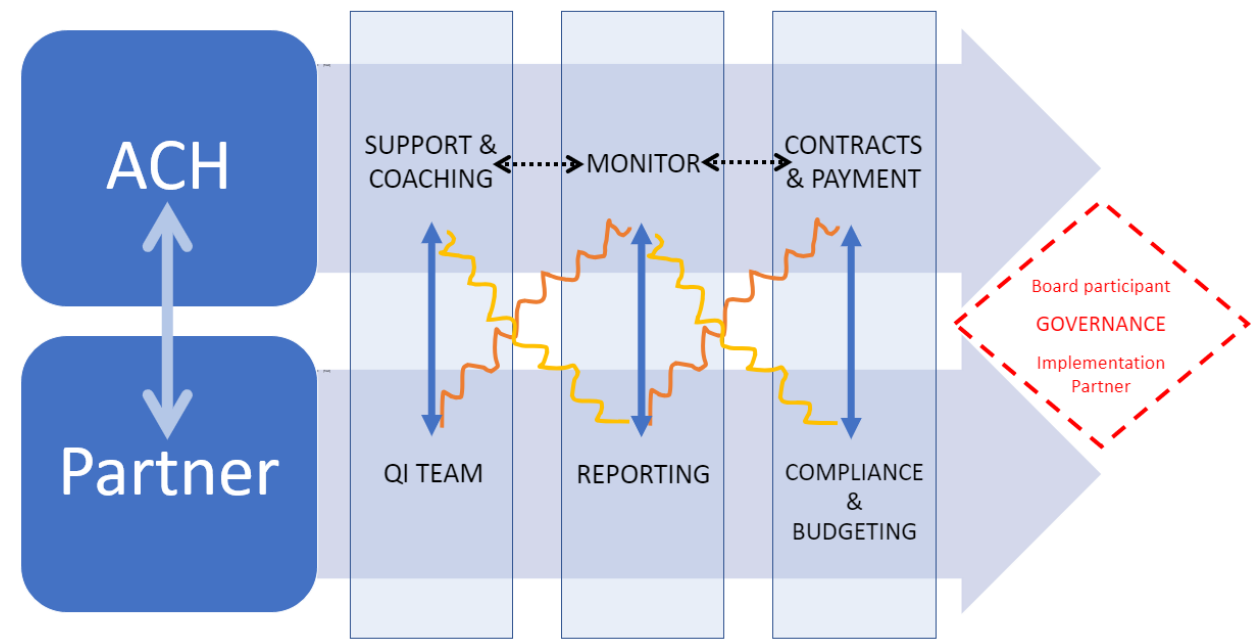 ACH
SUPPORT &
COACHING
MONITOR
CONTRACTS
& PAYMENT
Board participant
GOVERNANCE
Implementation
Partner
Partner
QI TEAM
REPORTING
COMPLIANCE
&
BUDGETING